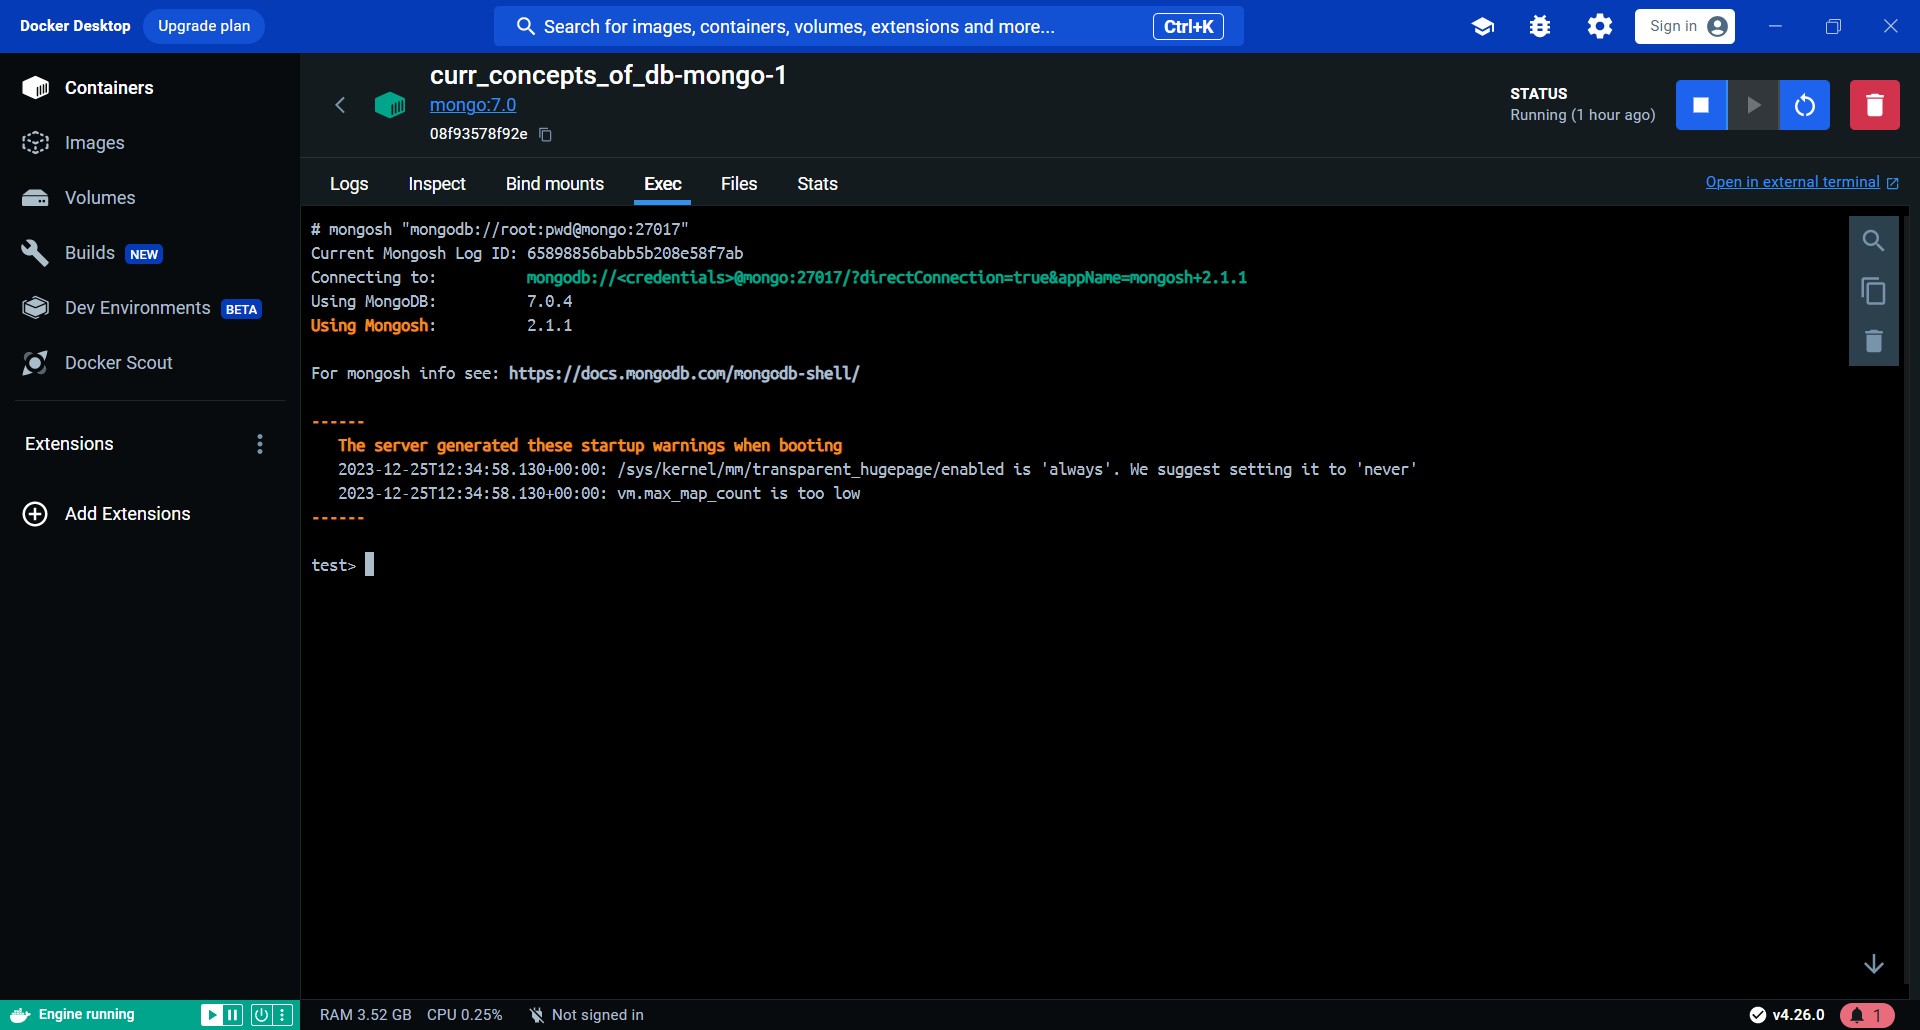 Docker Desktop Upgrade plan Search for images, containers, volumes, extensions and more... Ctrl+K Sign in
Containers
Images
Volumes
Builds NEW
Dev Environments BETA
Docker Scout
Extensions
Add Extensions
curr_concepts_of_db-mongo-1
mongo:7.0
08f93578f92e
STATUS
Running (1 hour ago)
Logs Inspect Bind mounts Exec Files Stats Open in external terminal
# mongosh "mongodb://root:pwd@mongo:27017"
Current Mongosh Log ID: 65898856babb5b208e58f7ab
Connecting to: mongodb://<credentials>@mongo:27017/?directConnection=true&appName=mongosh+2.1.1
Using MongoDB: 7.0.4
Using Mongosh: 2.1.1
For mongosh info see: https://docs.mongodb.com/mongodb-shell/
------
The server generated these startup warnings when booting
2023-12-25T12:34:58.130+00:00: /sys/kernel/mm/transparent_hugepage/enabled is 'always'. We suggest setting it to 'never'
2023-12-25T12:34:58.130+00:00: vm.max_map_count is too low
------
test>
Engine running RAM 3.52 GB CPU 0.25% Not signed in v4.26.0 1